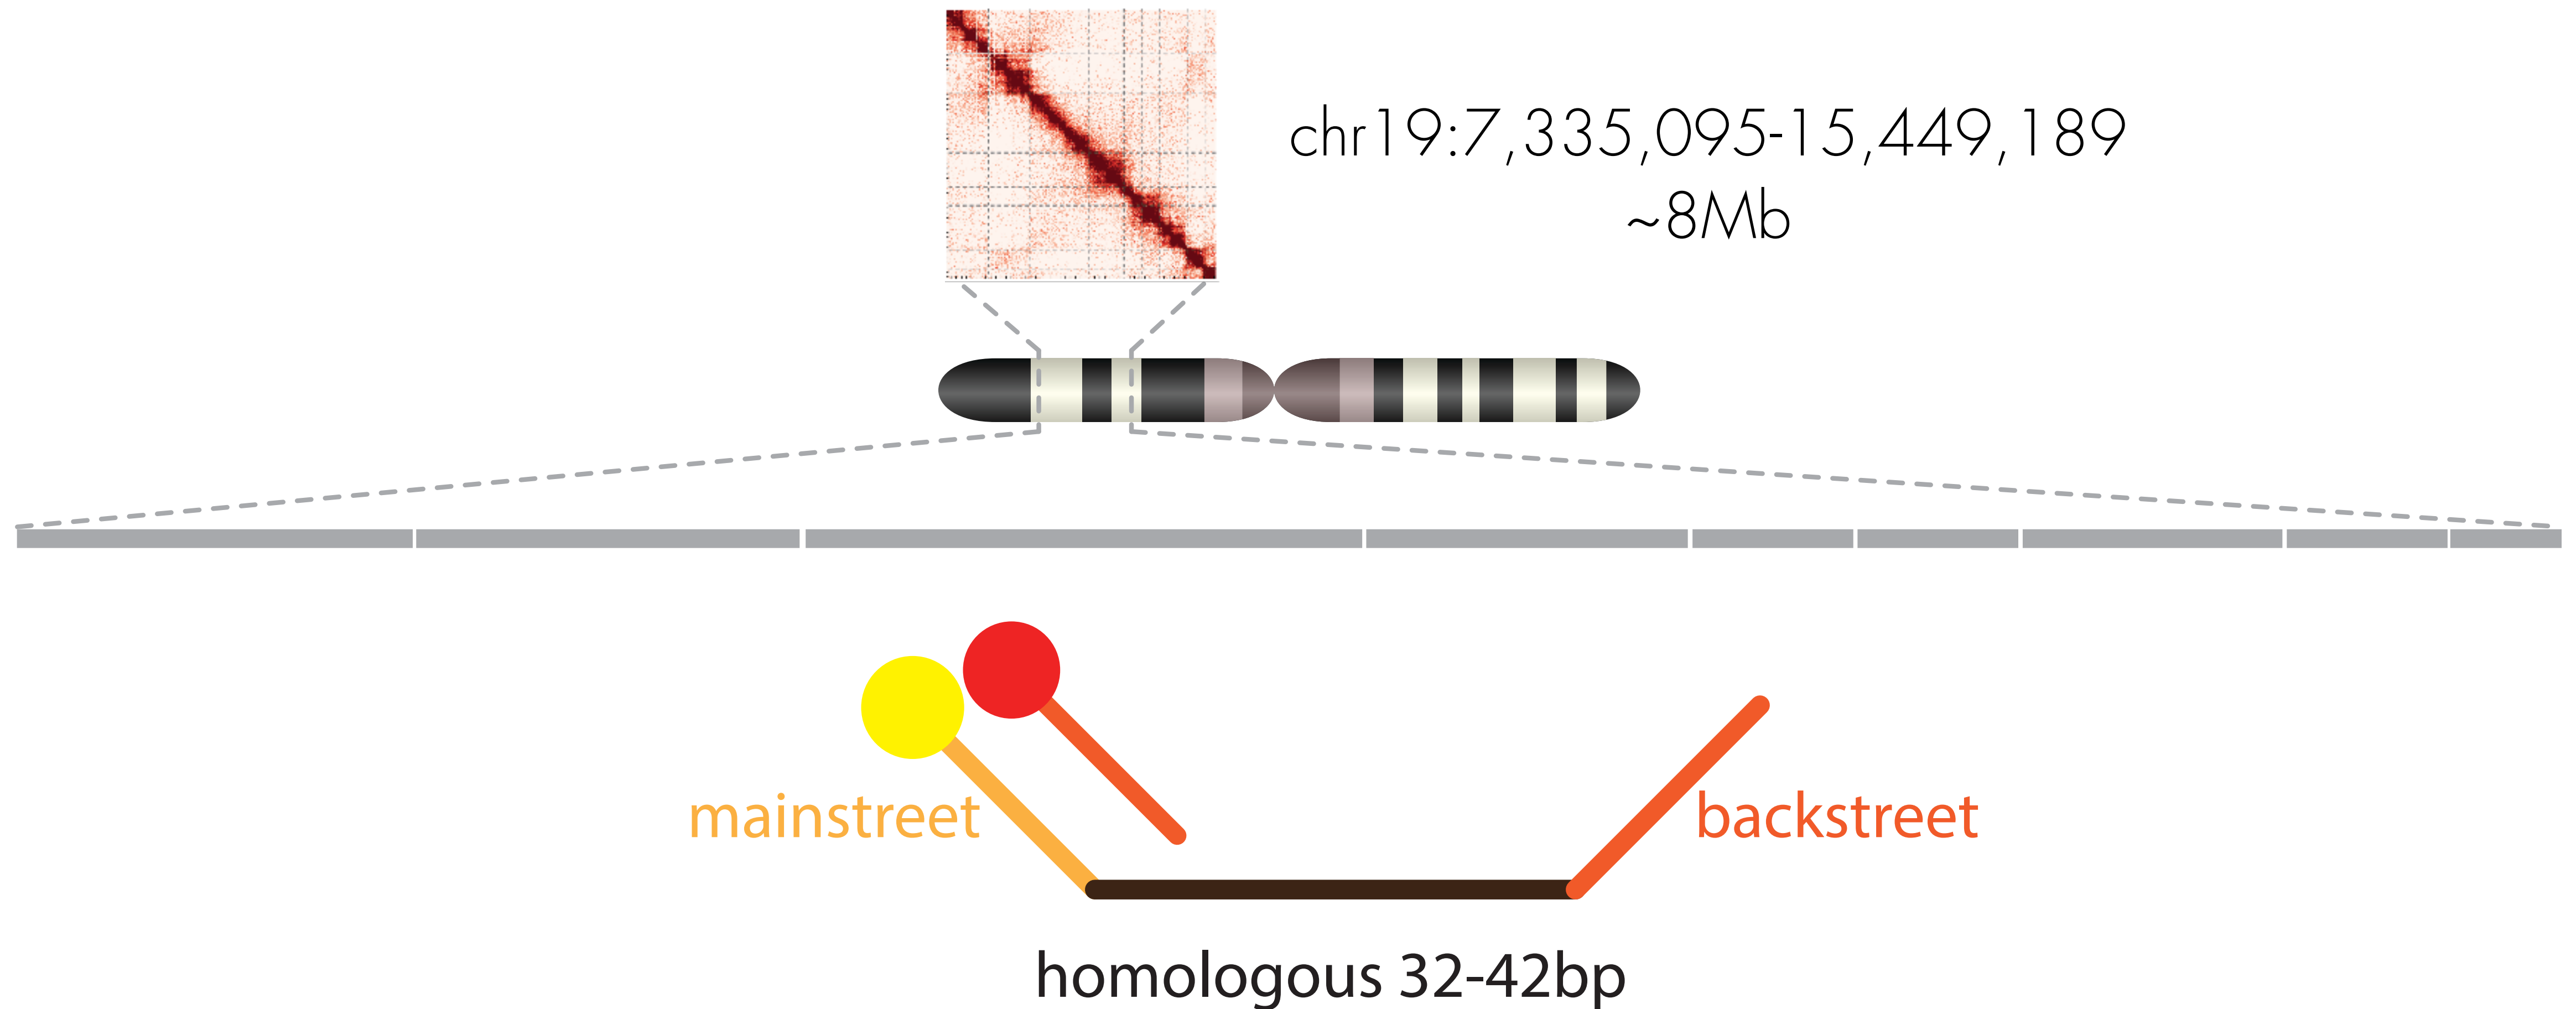 chr19:7,335,095-15,449,189
~8Mb
mainstreet
backstreet
homologous 32-42bp